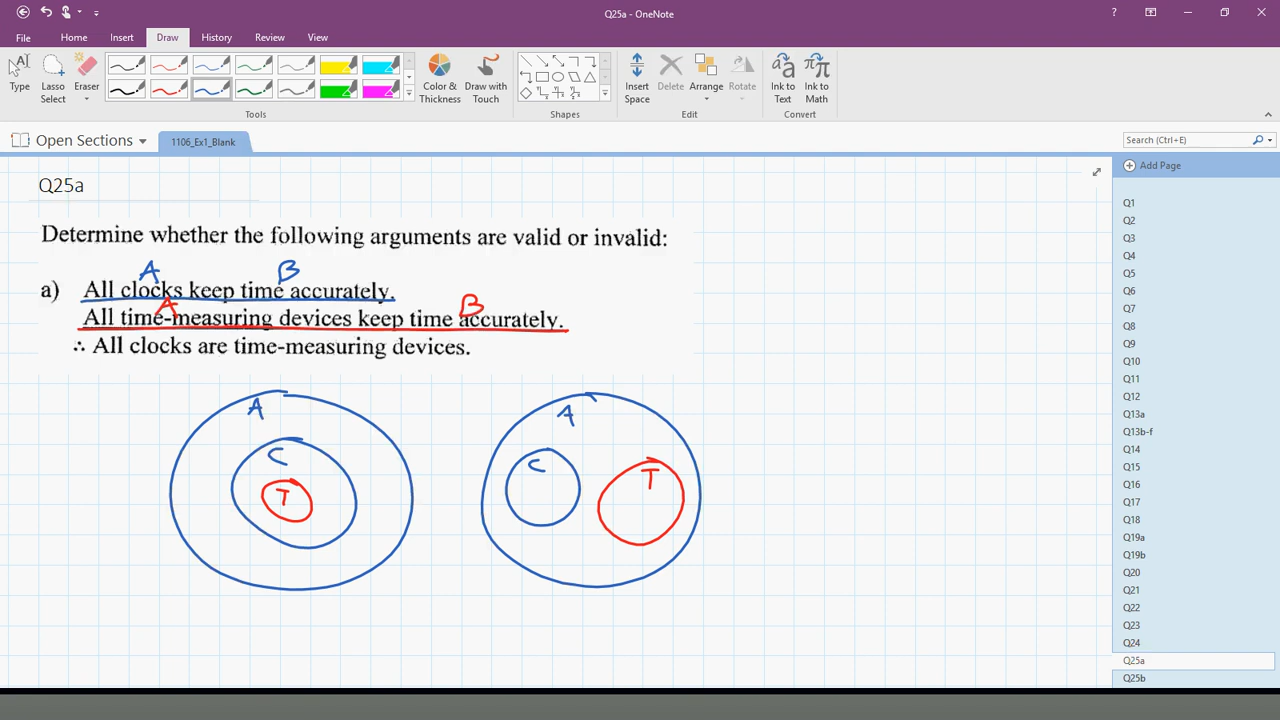 Q25a - OneNote
?
File
Home
Insert
Draw
History
Review
View
Type
Lasso
Select
Eraser
Color &
Thickness
Draw with
Touch
Insert
Space
Delete
Arrange
Rotate
Ink to
Text
Ink to
Math
Tools
Shapes
Edit
Convert
Open Sections
1106_Ex1_Blank
Search (Ctrl+E)
Add Page
Q25a
Determine whether the following arguments are valid or invalid:
A B
a) All clocks keep time accurately.
A B
All time-measuring devices keep time accurately.
∴ All clocks are time-measuring devices.
A
C
T
A
C
T
Q1
Q2
Q3
Q4
Q5
Q6
Q7
Q8
Q9
Q10
Q11
Q12
Q13a
Q13b-f
Q14
Q15
Q16
Q17
Q18
Q19a
Q19b
Q20
Q21
Q22
Q23
Q24
Q25a
Q25b